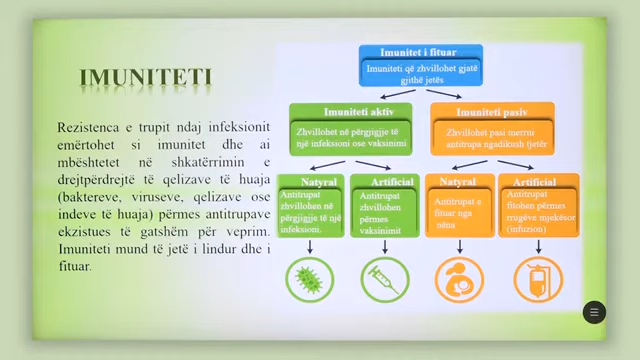 IMUNITETI
Rezistenca e trupit ndaj infeksionit
emërtohet si imunitet dhe ai
mbështetet në shkatërrimin e
drejtpërdrejtë të qelizave të huaja
(baktereve, viruseve, qelizave ose
indeve të huaja) përmes antitrupave
ekzistues të gatshëm për veprim.
Imuniteti mund të jetë i lindur dhe i
fituar.
Imunitet i fituar
Imuniteti që zhvillohet gjatë
gjithë jetës
Imuniteti aktiv
Zhvillohet në përgjigje të
një infeksioni ose vaksinimi
Imuniteti pasiv
Zhvillohet pasi merrni
antitrupa ngadikush tjetër
Natyral
Antitrupat
zhvillohen në
përgjigje të një
infeksioni.
Artificial
Antitrupat
zhvillohen
përmes
vaksinimit
Natyral
Antitrupat e
fituar nga
nëna
Artificial
Antitrupat
fitohen përmes
rrugëve mjekësor
(infuzion)